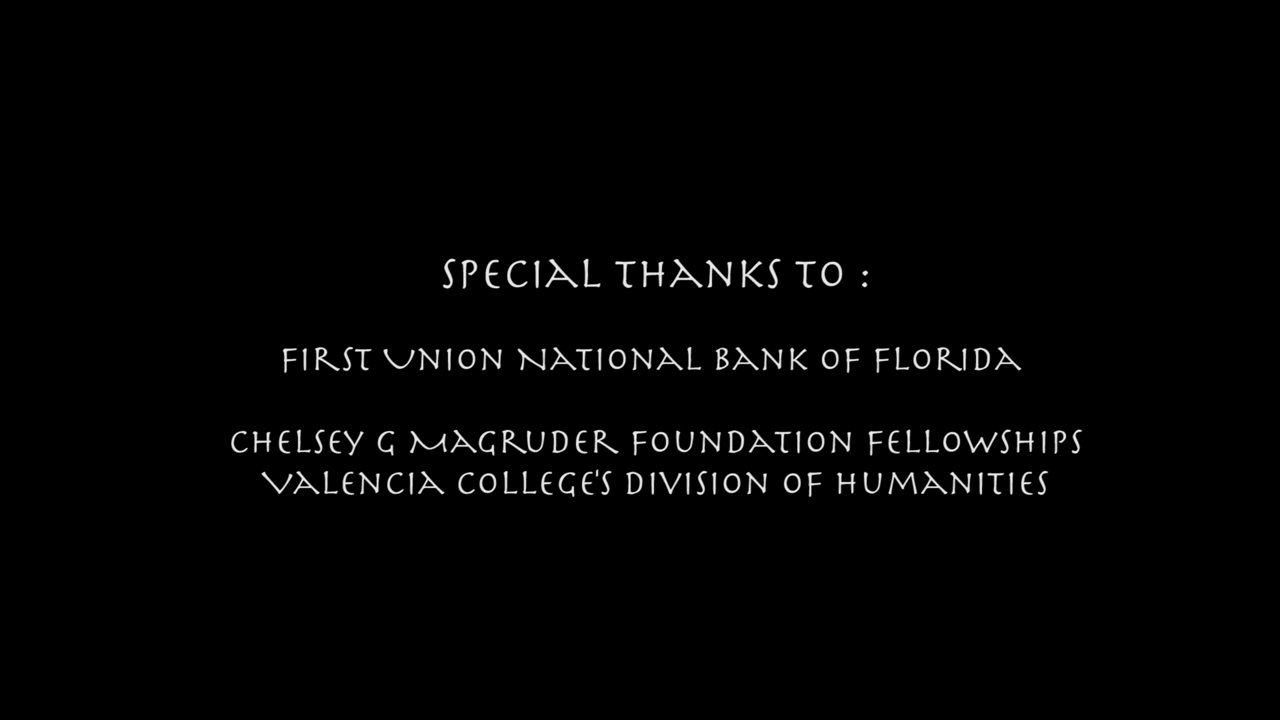 SPECIAL THANKS TO :
FIRST UNION NATIONAL BANK OF FLORIDA
CHELSEY G MAGRUDER FOUNDATION FELLOWSHIPS
VALENCIA COLLEGE'S DIVISION OF HUMANITIES